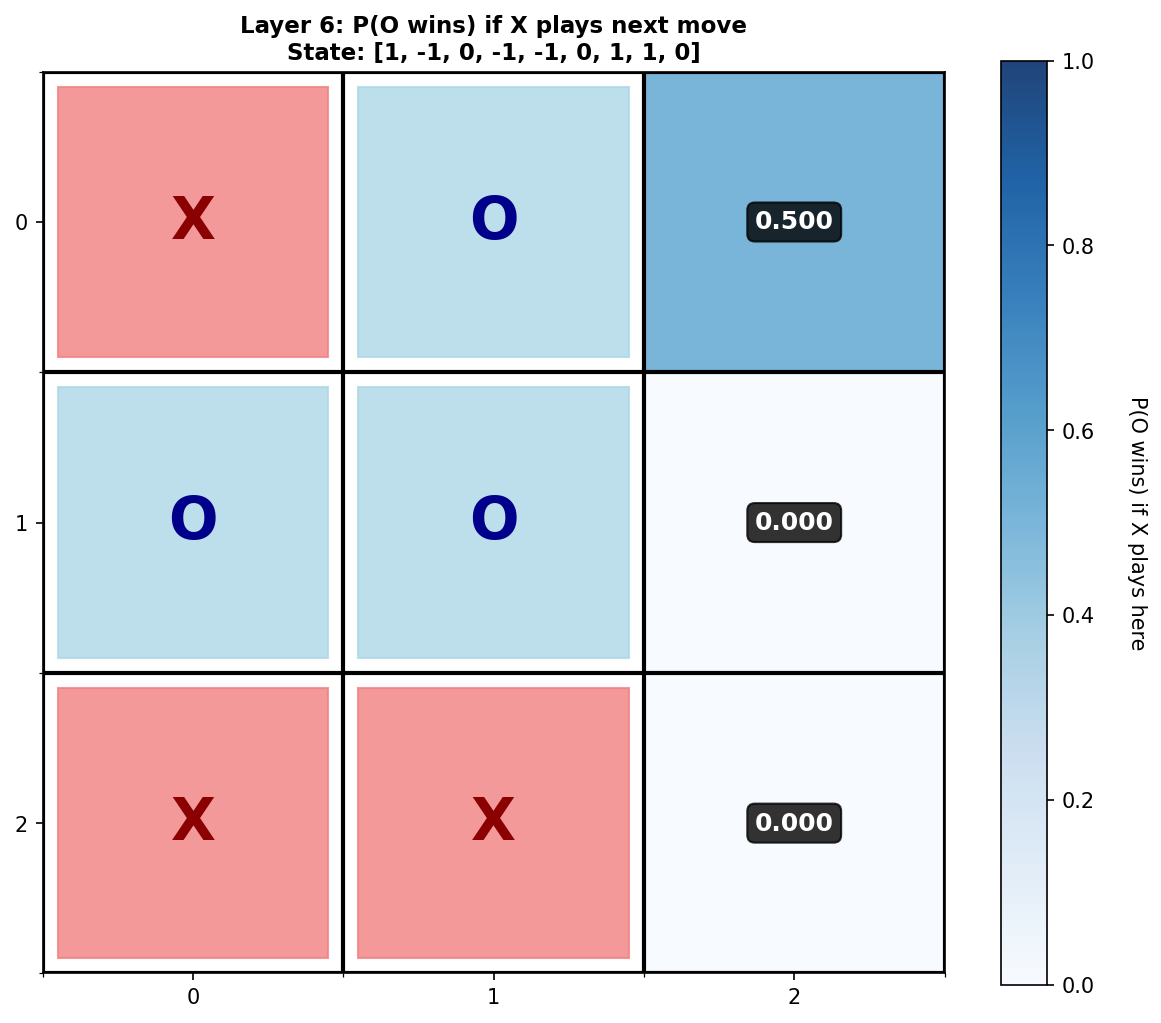 Layer 6: P(O wins) if X plays next move
State: [1, -1, 0, -1, -1, 0, 1, 1, 0]
0
X
O
0.500
1
O
O
0.000
2
X
X
0.000
0
1
2
1.0
0.8
0.6
0.4
0.2
0.0
P(O wins) if X plays here